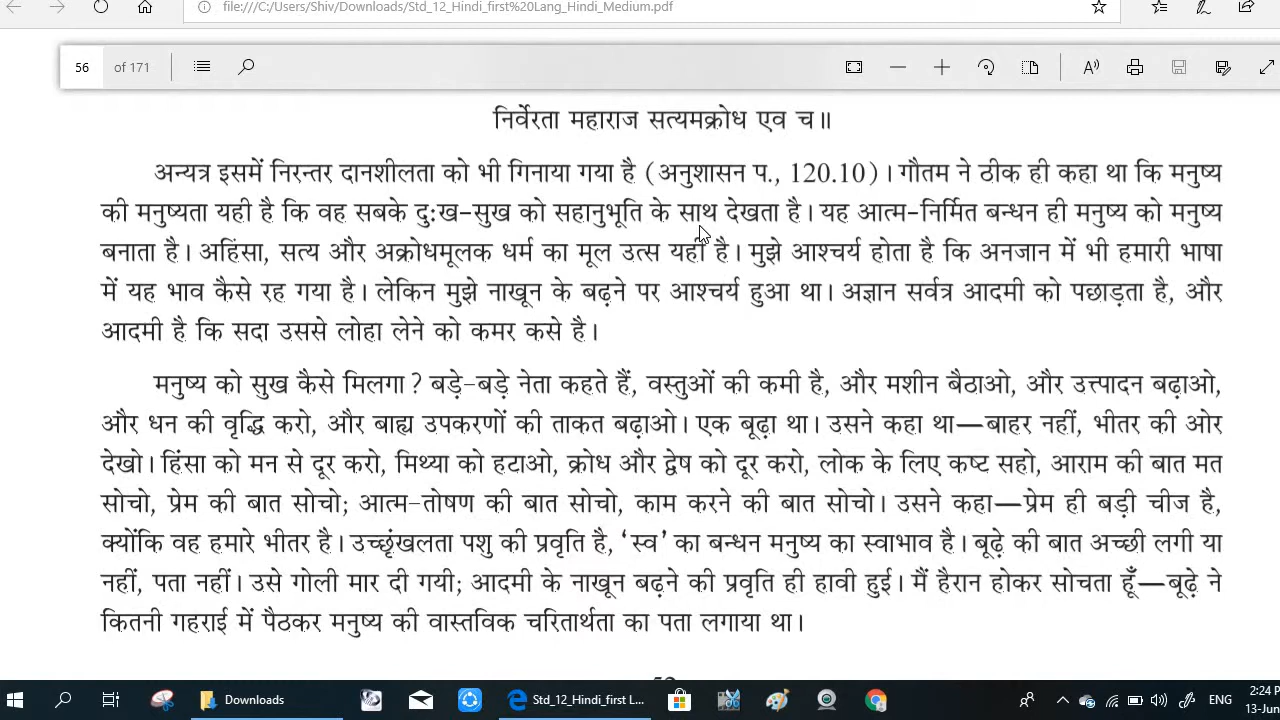 file:///C:/Users/Shiv/Downloads/Std_12_Hindi_first%20Lang_Hindi_Medium.pdf
56 of 171
निर्वेरता महाराज सत्यमक्रोध एव च॥
अन्यत्र इसमें निरन्तर दानशीलता को भी गिनाया गया है (अनुशासन प., 120.10)। गौतम ने ठीक ही कहा था कि मनुष्य
की मनुष्यता यही है कि वह सबके दुःख-सुख को सहानुभूति के साथ देखता है। यह आत्म-निर्मित बन्धन ही मनुष्य को मनुष्य
बनाता है। अहिंसा, सत्य और अक्रोधमूलक धर्म का मूल उत्स यही है। मुझे आश्चर्य होता है कि अनजान में भी हमारी भाषा
में यह भाव कैसे रह गया है। लेकिन मुझे नाखून के बढ़ने पर आश्चर्य हुआ था। अज्ञान सर्वत्र आदमी को पछाड़ता है, और
आदमी है कि सदा उससे लोहा लेने को कमर कसे है।
मनुष्य को सुख कैसे मिलगा? बड़े-बड़े नेता कहते हैं, वस्तुओं की कमी है, और मशीन बैठाओ, और उत्त्पादन बढ़ाओ,
और धन की वृद्धि करो, और बाह्य उपकरणों की ताकत बढ़ाओ। एक बूढ़ा था। उसने कहा था—बाहर नहीं, भीतर की ओर
देखो। हिंसा को मन से दूर करो, मिथ्या को हटाओ, क्रोध और द्वेष को दूर करो, लोक के लिए कष्ट सहो, आराम की बात मत
सोचो, प्रेम की बात सोचो; आत्म-तोषण की बात सोचो, काम करने की बात सोचो। उसने कहा—प्रेम ही बड़ी चीज है,
क्योंकि वह हमारे भीतर है। उच्छृंखलता पशु की प्रवृति है, ‘स्व’ का बन्धन मनुष्य का स्वाभाव है। बूढ़े की बात अच्छी लगी या
नहीं, पता नहीं। उसे गोली मार दी गयी; आदमी के नाखून बढ़ने की प्रवृति ही हावी हुई। मैं हैरान होकर सोचता हूँ—बूढ़े ने
कितनी गहराई में पैठकर मनुष्य की वास्तविक चरितार्थता का पता लगाया था।
Downloads
Std_12_Hindi_first L...
ENG
2:24 P
13-Jun